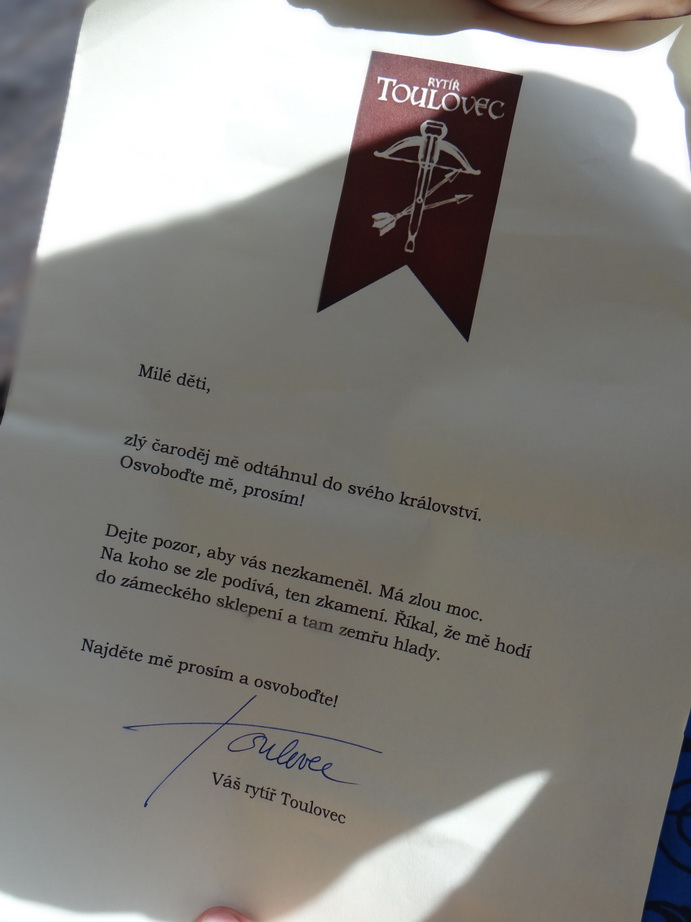 RYTÍŘ
TOULOVEC
Milé děti,
zlý čaroděj mě odtáhnul do svého království.
Osvoboďte mě, prosím!
Dejte pozor, aby vás nezkameněl. Má zlou moc.
Na koho se zle podívá, ten zkamení. Říkal, že mě hodí
do zámeckého sklepení a tam zemřu hlady.
Najděte mě prosím a osvoboďte!
Toulovec
Váš rytíř Toulovec